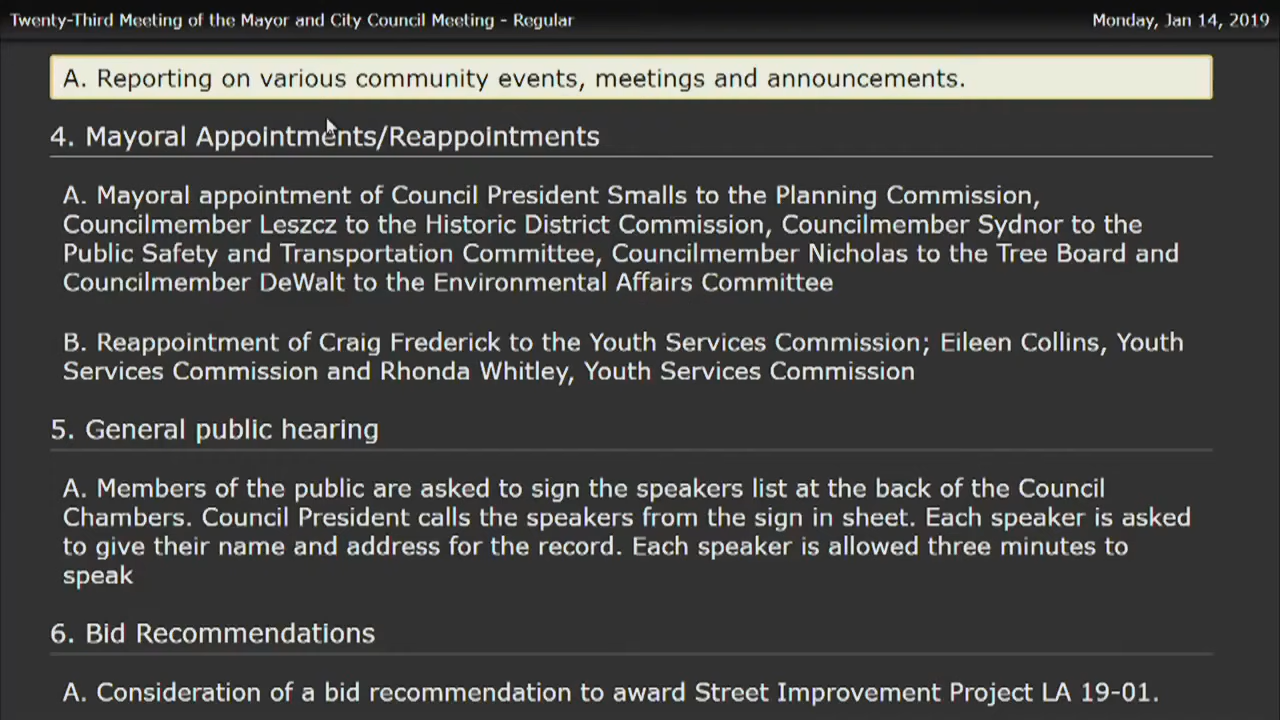 Twenty-Third Meeting of the Mayor and City Council Meeting - Regular
Monday, Jan 14, 2019
A. Reporting on various community events, meetings and announcements.
4. Mayoral Appointments/Reappointments
A. Mayoral appointment of Council President Smalls to the Planning Commission,
Councilmember Leszcz to the Historic District Commission, Councilmember Sydnor to the
Public Safety and Transportation Committee, Councilmember Nicholas to the Tree Board and
Councilmember DeWalt to the Environmental Affairs Committee
B. Reappointment of Craig Frederick to the Youth Services Commission; Eileen Collins, Youth
Services Commission and Rhonda Whitley, Youth Services Commission
5. General public hearing
A. Members of the public are asked to sign the speakers list at the back of the Council
Chambers. Council President calls the speakers from the sign in sheet. Each speaker is asked
to give their name and address for the record. Each speaker is allowed three minutes to
speak
6. Bid Recommendations
A. Consideration of a bid recommendation to award Street Improvement Project LA 19-01.